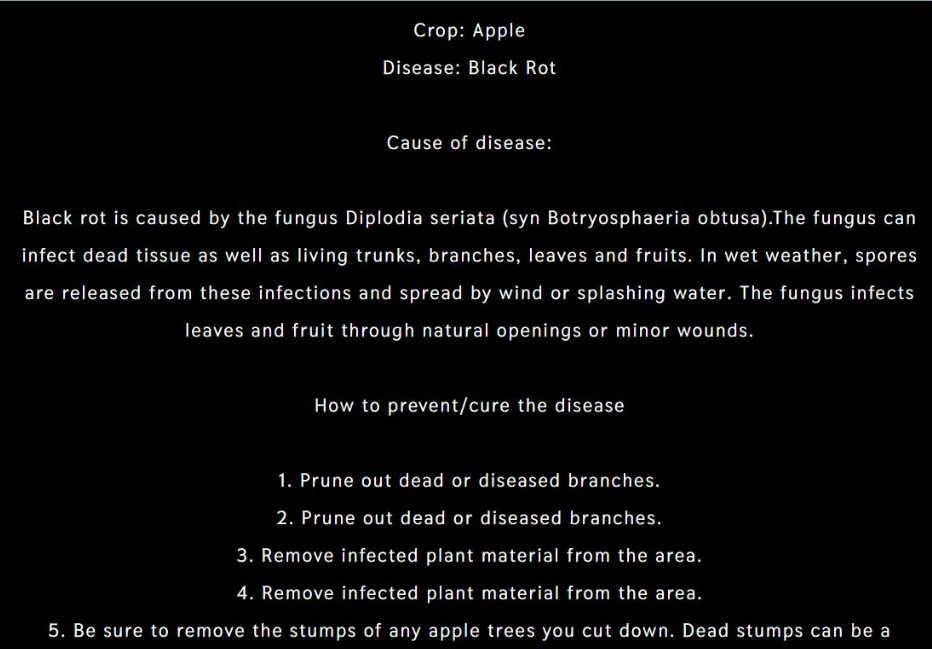 Crop: Apple
Disease: Black Rot
Cause of disease:
Black rot is caused by the fungus Diplodia seriata (syn Botryosphaeria obtusa).The fungus can
infect dead tissue as well as living trunks, branches, leaves and fruits. In wet weather, spores
are released from these infections and spread by wind or splashing water. The fungus infects
leaves and fruit through natural openings or minor wounds.
How to prevent/cure the disease
1. Prune out dead or diseased branches.
2. Prune out dead or diseased branches.
3. Remove infected plant material from the area.
4. Remove infected plant material from the area.
5. Be sure to remove the stumps of any apple trees you cut down. Dead stumps can be a